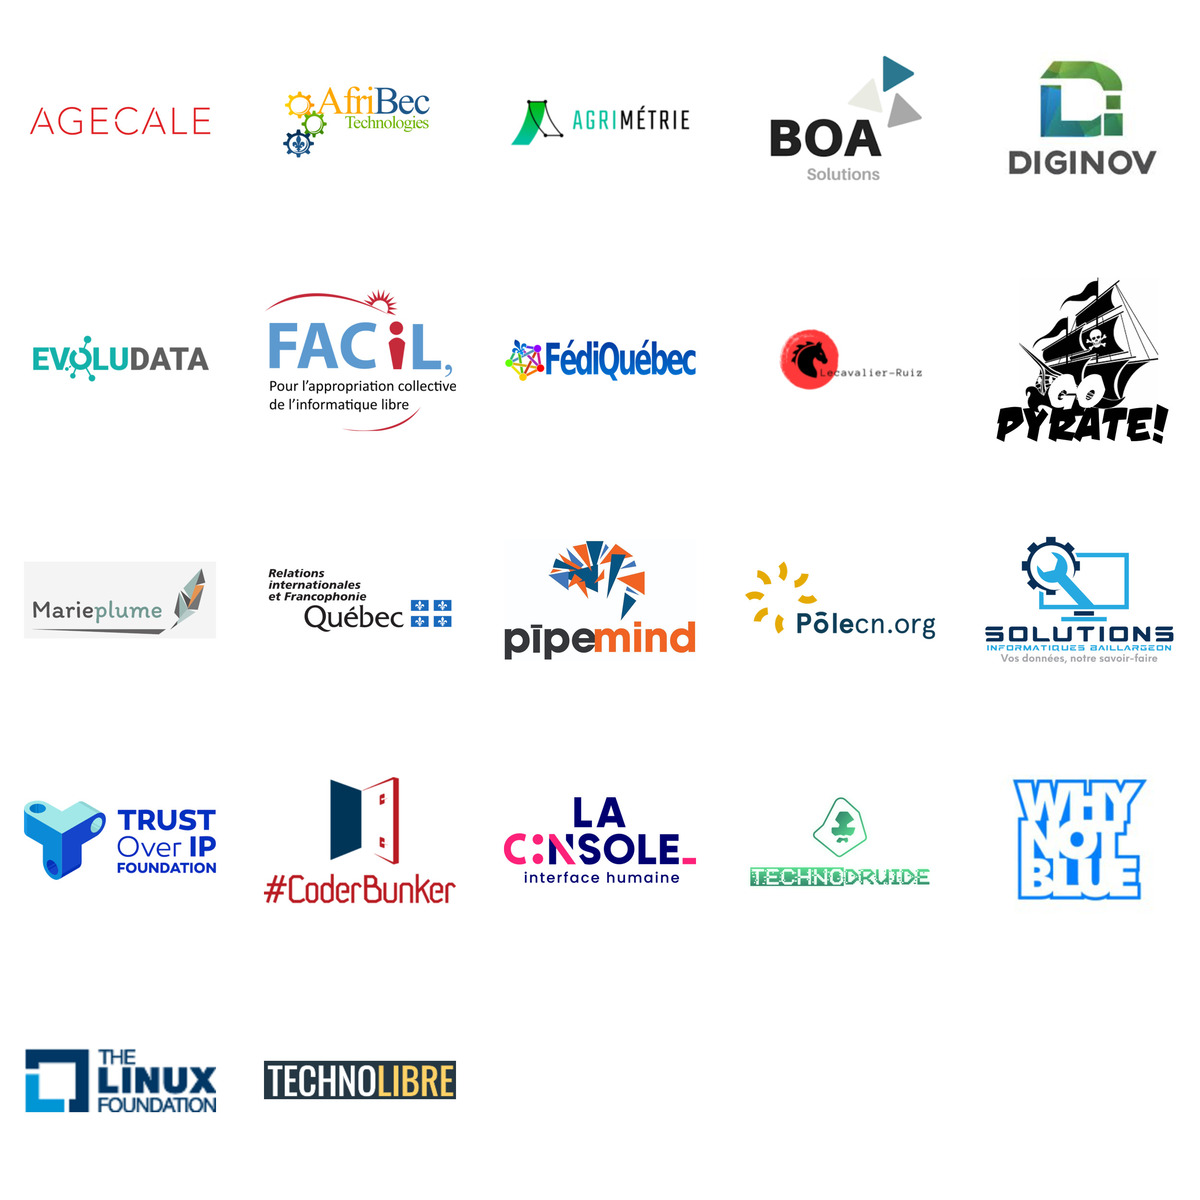 AGECALE
AfriBec
Technologies
AGRIMÉTRIE
BOA
Solutions
DIGINOV
EVOLUDATA
FACiL,
Pour l'appropriation collective
de l'informatique libre
FédiQuébec
Lecavalier-Ruiz
GO
PYRATE!
Marieplume
Relations
internationales
et Francophonie
Québec
pīpemind
Pôlecn.org
SOLUTIONS
INFORMATIQUES BAILLARGEON
Vos données, notre savoir-faire
TRUST
Over IP
FOUNDATION
#CoderBunker
LA
CONSOLE_
interface humaine
TECHNODRUIDE
WHY
NOT
BLUE
THE
LINUX
FOUNDATION
TECHNOLIBRE